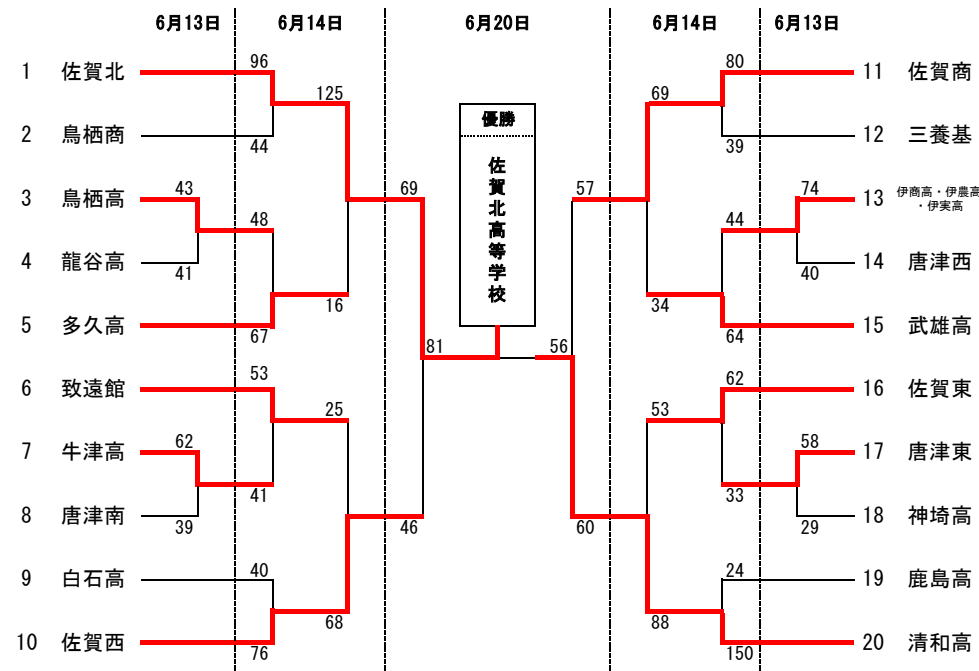 6月13日 6月14日 6月20日 6月14日 6月13日
1 佐賀北 96 80 11 佐賀商
125 69
2 鳥栖商 44 39 12 三養基
優勝
佐賀北高等学校
3 鳥栖高 43 69 57 74 13 伊商高・伊農高
・伊実高
48 44
4 龍谷高 41 40 14 唐津西
16 34
5 多久高 67 64 15 武雄高
81 56
6 致遠館 53 62 16 佐賀東
25 53
7 牛津高 62 58 17 唐津東
41 33
8 唐津南 39 46 60 29 18 神埼高
9 白石高 40 24 19 鹿島高
68 88
10 佐賀西 76 150 20 清和高